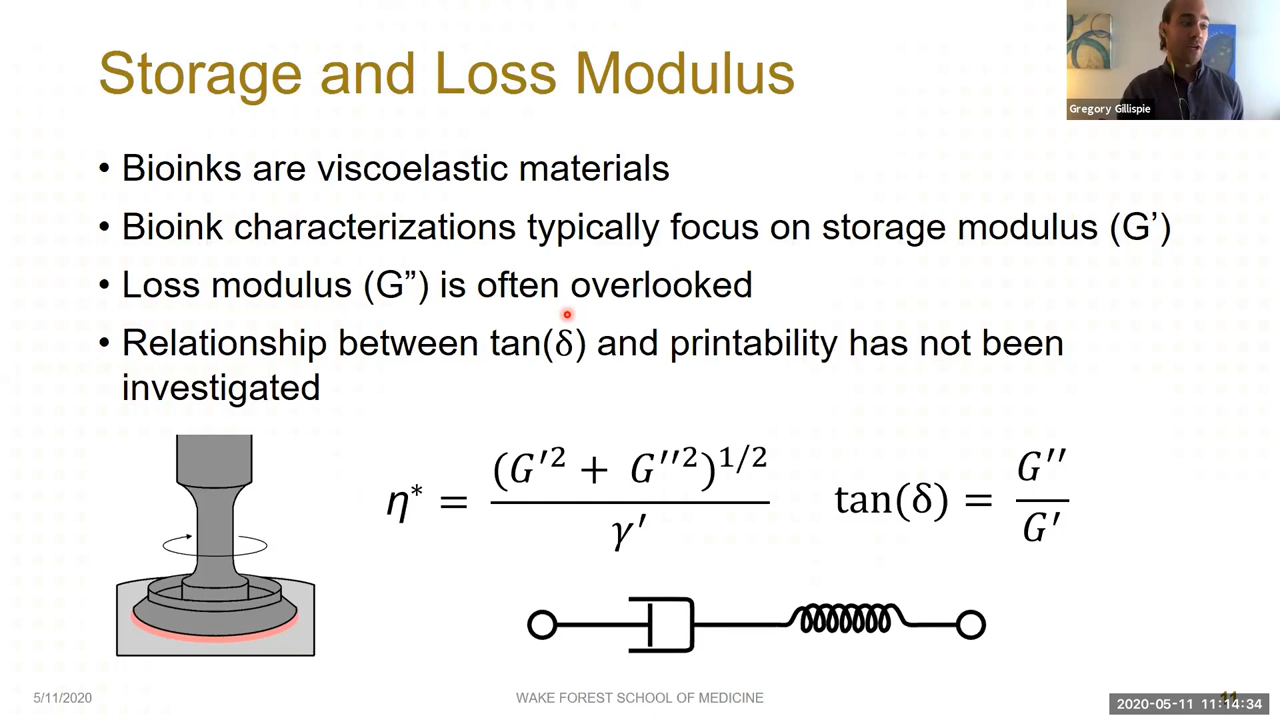 Storage and Loss Modulus
Gregory Gillispie
• Bioinks are viscoelastic materials
• Bioink characterizations typically focus on storage modulus (G’)
• Loss modulus (G”) is often overlooked
• Relationship between tan(δ) and printability has not been
investigated
η* = (G′² + G′′²)^1/2 / γ′
tan(δ) = G′′ / G′
5/11/2020
WAKE FOREST SCHOOL OF MEDICINE
11
2020-05-11 11:14:34